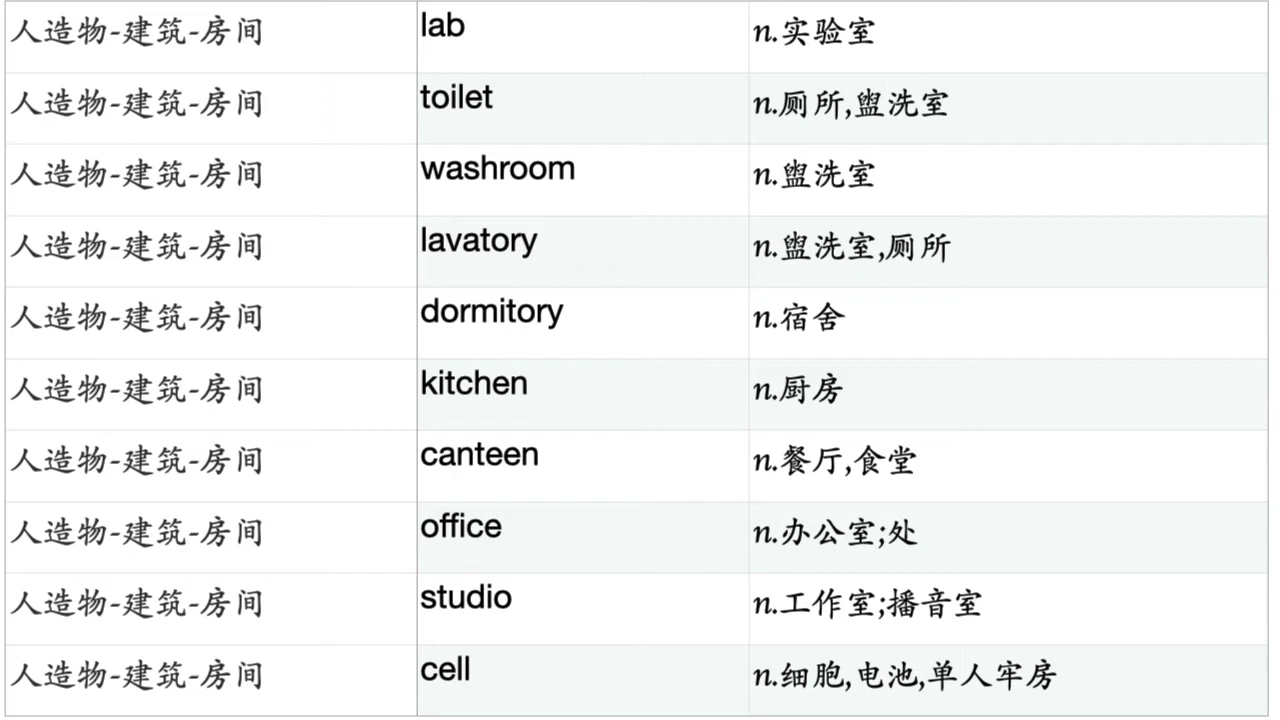 人造物-建筑-房间 lab n.实验室
人造物-建筑-房间 toilet n.厕所,盥洗室
人造物-建筑-房间 washroom n.盥洗室
人造物-建筑-房间 lavatory n.盥洗室,厕所
人造物-建筑-房间 dormitory n.宿舍
人造物-建筑-房间 kitchen n.厨房
人造物-建筑-房间 canteen n.餐厅,食堂
人造物-建筑-房间 office n.办公室;处
人造物-建筑-房间 studio n.工作室;播音室
人造物-建筑-房间 cell n.细胞,电池,单人牢房